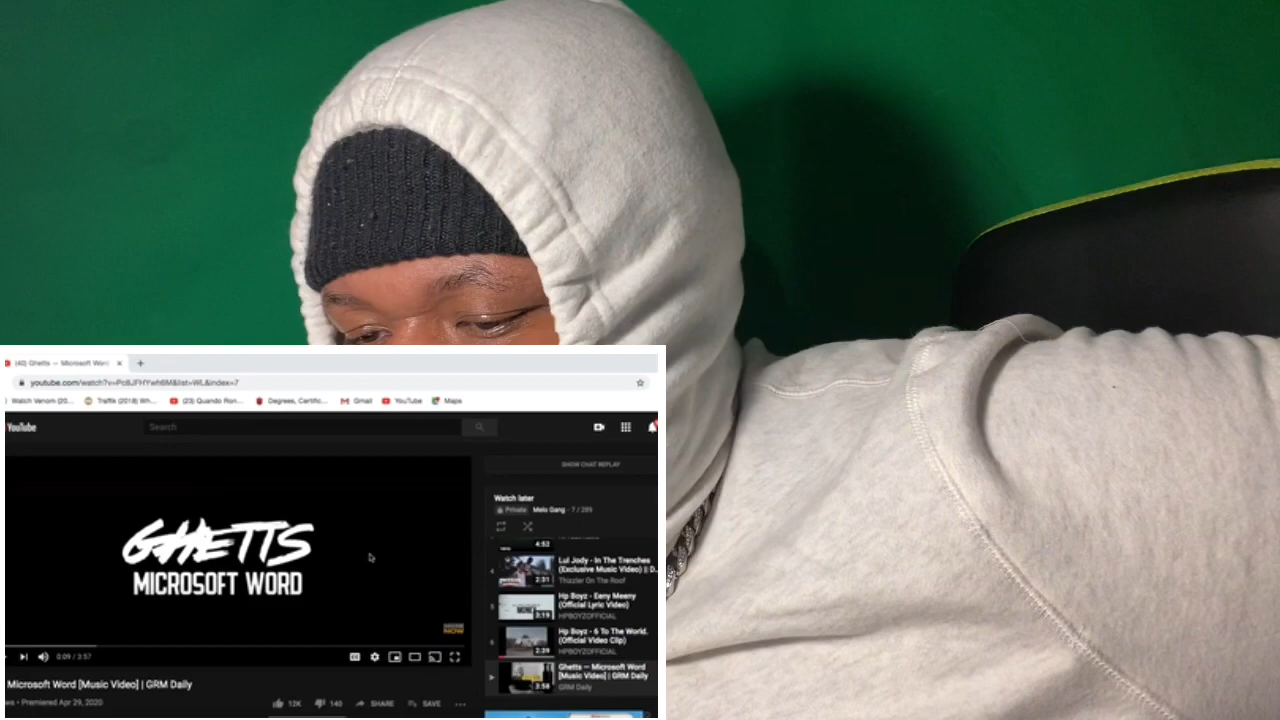 (40) Ghetts — Microsoft Word
youtube.com/watch?v=Pc8JFHYwh6M&list=WL&index=7
Watch Venom (20...
Traffik (2018) Wh...
(23) Quando Ron...
Degrees, Certific...
Gmail
YouTube
Maps
YouTube
Search
SHOW CHAT REPLAY
GHETTS
MICROSOFT WORD
Watch later
Private Melo Gang - 7 / 289
4:52
Lul Jody - In The Trenches
(Exclusive Music Video) || D...
Thizzler On The Roof
2:31
Hp Boyz - Eeny Meeny
(Official Lyric Video)
HPBOYZOFFICIAL
3:19
Hp Boyz - 6 To The World.
(Official Video Clip)
HPBOYZOFFICIAL
2:39
Ghetts — Microsoft Word
[Music Video] | GRM Daily
GRM Daily
3:58
NOW
0:09 / 3:57
Microsoft Word [Music Video] | GRM Daily
ws • Premiered Apr 29, 2020
12K
140
SHARE
SAVE